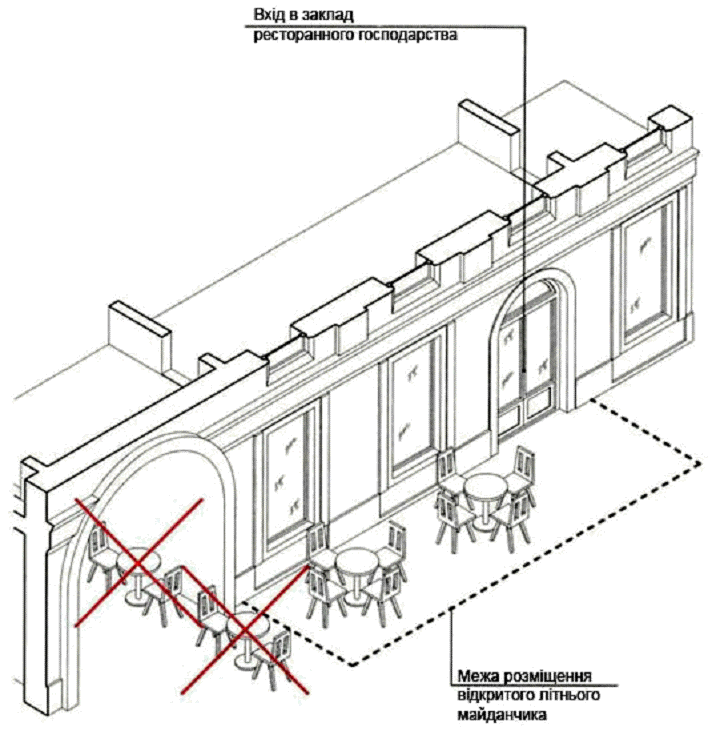 Вхід в заклад
ресторанного господарства
Межа розміщення
відкритого літнього
майданчика